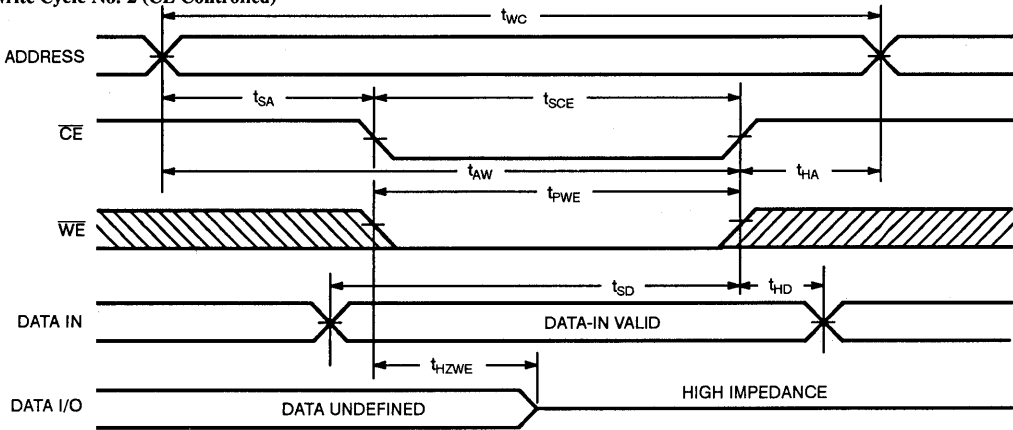 Write Cycle No. 2 (CE Controlled)
tWC
ADDRESS
tSA
tSCE
CE
tAW
tHA
tPWE
WE
tSD
tHD
DATA IN
DATA-IN VALID
tHZWE
DATA I/O
DATA UNDEFINED
HIGH IMPEDANCE